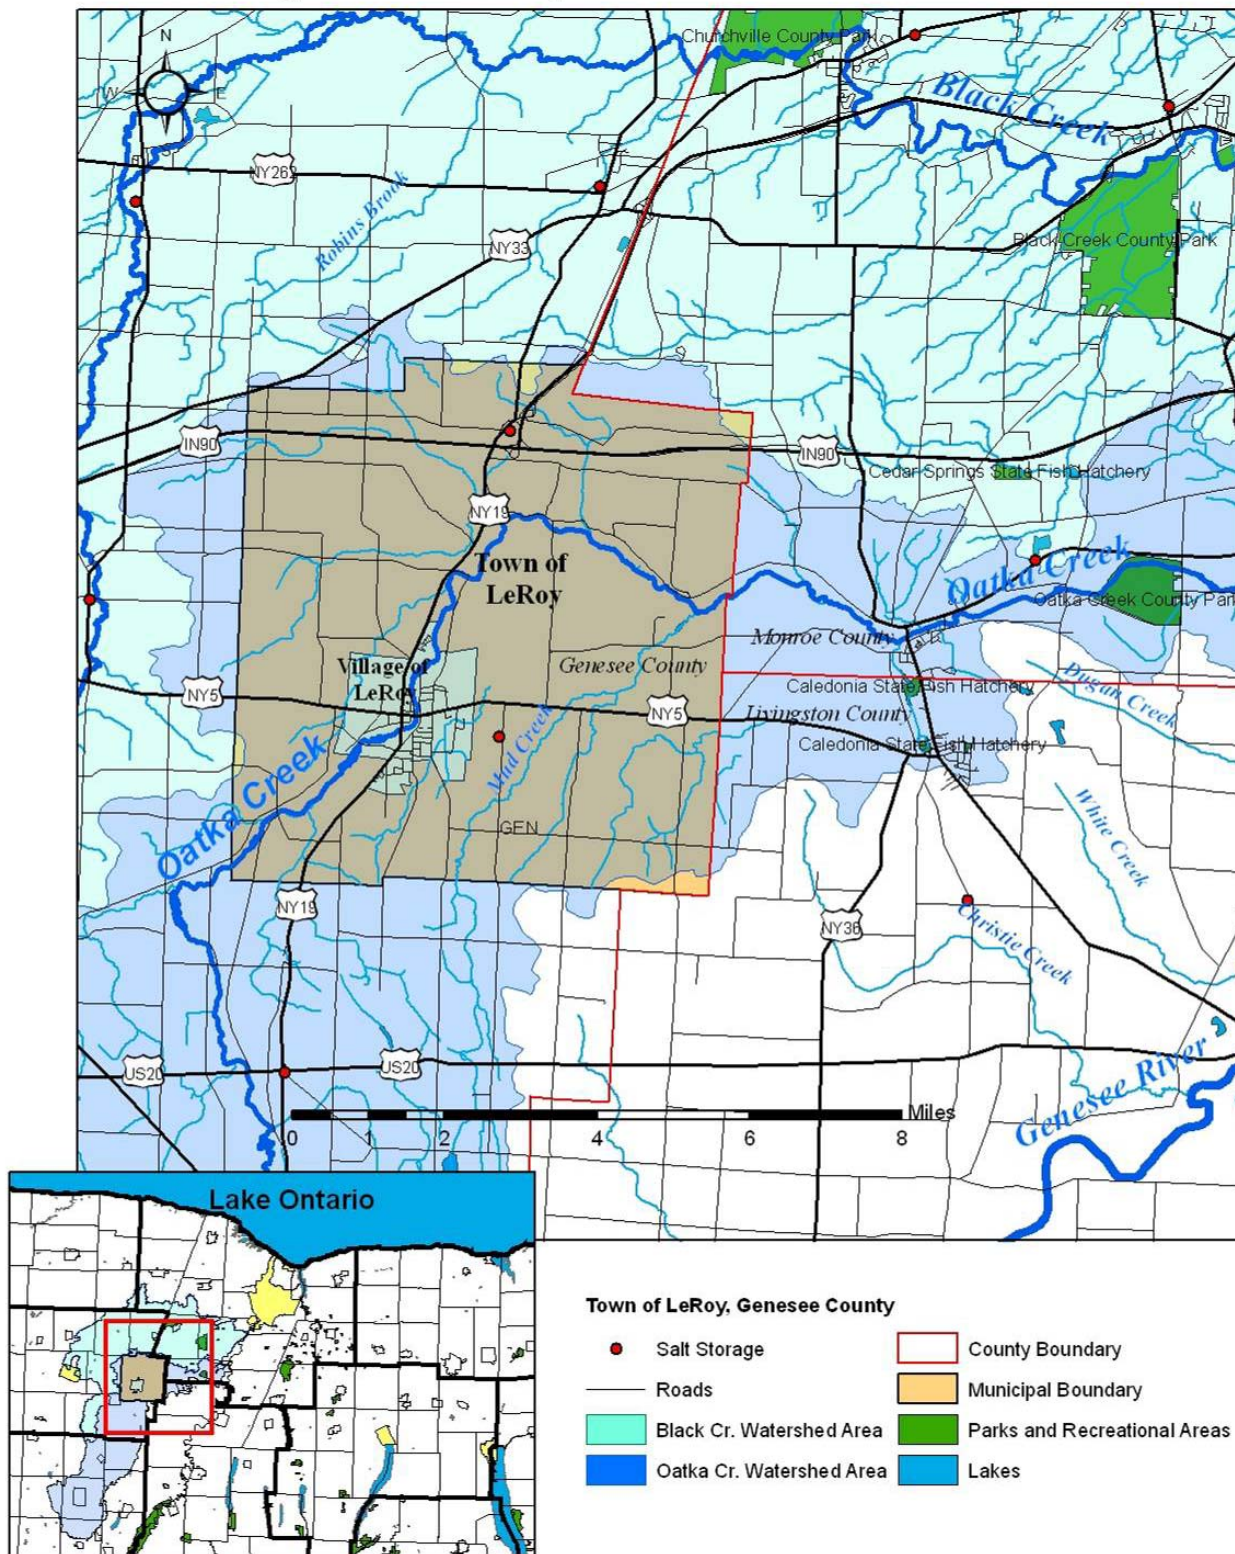 Churchville County Park
N
W
E
Black Creek
NY262
Robins Brook
NY33
Black Creek County Park
IN90
IN90
Cedar Springs State Fish Hatchery
NY19
Town of
LeRoy
Oatka Creek
Oatka Creek County Park
Monroe County
Village of
LeRoy
Genesee County
Caledonia State Fish Hatchery
Dugan Creek
NY5
NY5
Livingston County
Caledonia State Fish Hatchery
Mud Creek
Oatka Creek
White Creek
GEN
NY19
NY36
Christie Creek
US20
US20
Genesee River
Miles
0 1 2 4 6 8
Lake Ontario
Town of LeRoy, Genesee County
Salt Storage
County Boundary
Roads
Municipal Boundary
Black Cr. Watershed Area
Parks and Recreational Areas
Oatka Cr. Watershed Area
Lakes